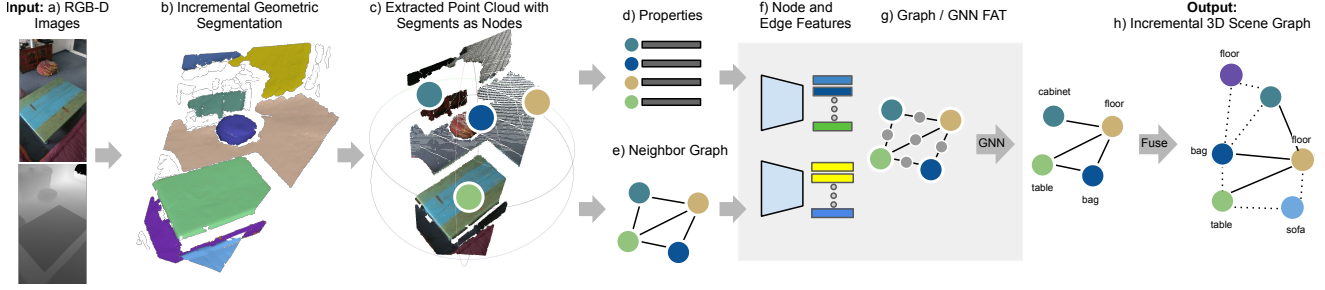 Input: a) RGB-D
Images
b) Incremental Geometric
Segmentation
c) Extracted Point Cloud with
Segments as Nodes
d) Properties
e) Neighbor Graph
f) Node and
Edge Features
g) Graph / GNN FAT
GNN
Output:
h) Incremental 3D Scene Graph
cabinet
floor
table
bag
Fuse
floor
floor
bag
table
sofa